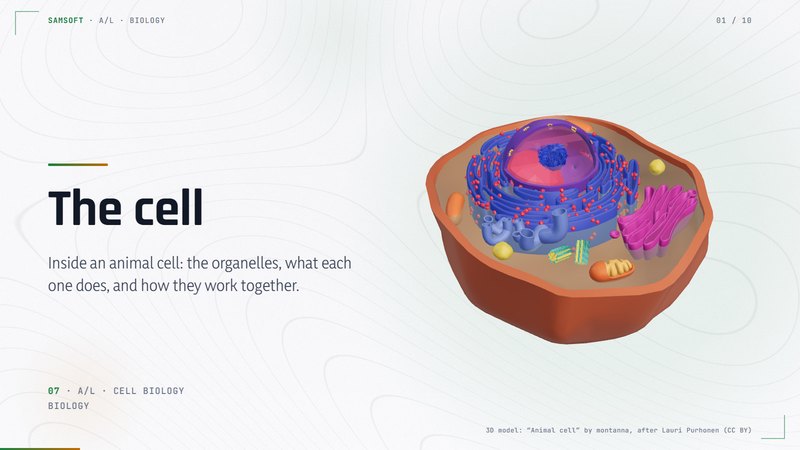 SAMSOFT · A/L · BIOLOGY
01 / 10
The cell
Inside an animal cell: the organelles, what each
one does, and how they work together.
07 · A/L · CELL BIOLOGY
BIOLOGY
3D model: "Animal cell" by montanna, after Lauri Purhonen (CC BY)